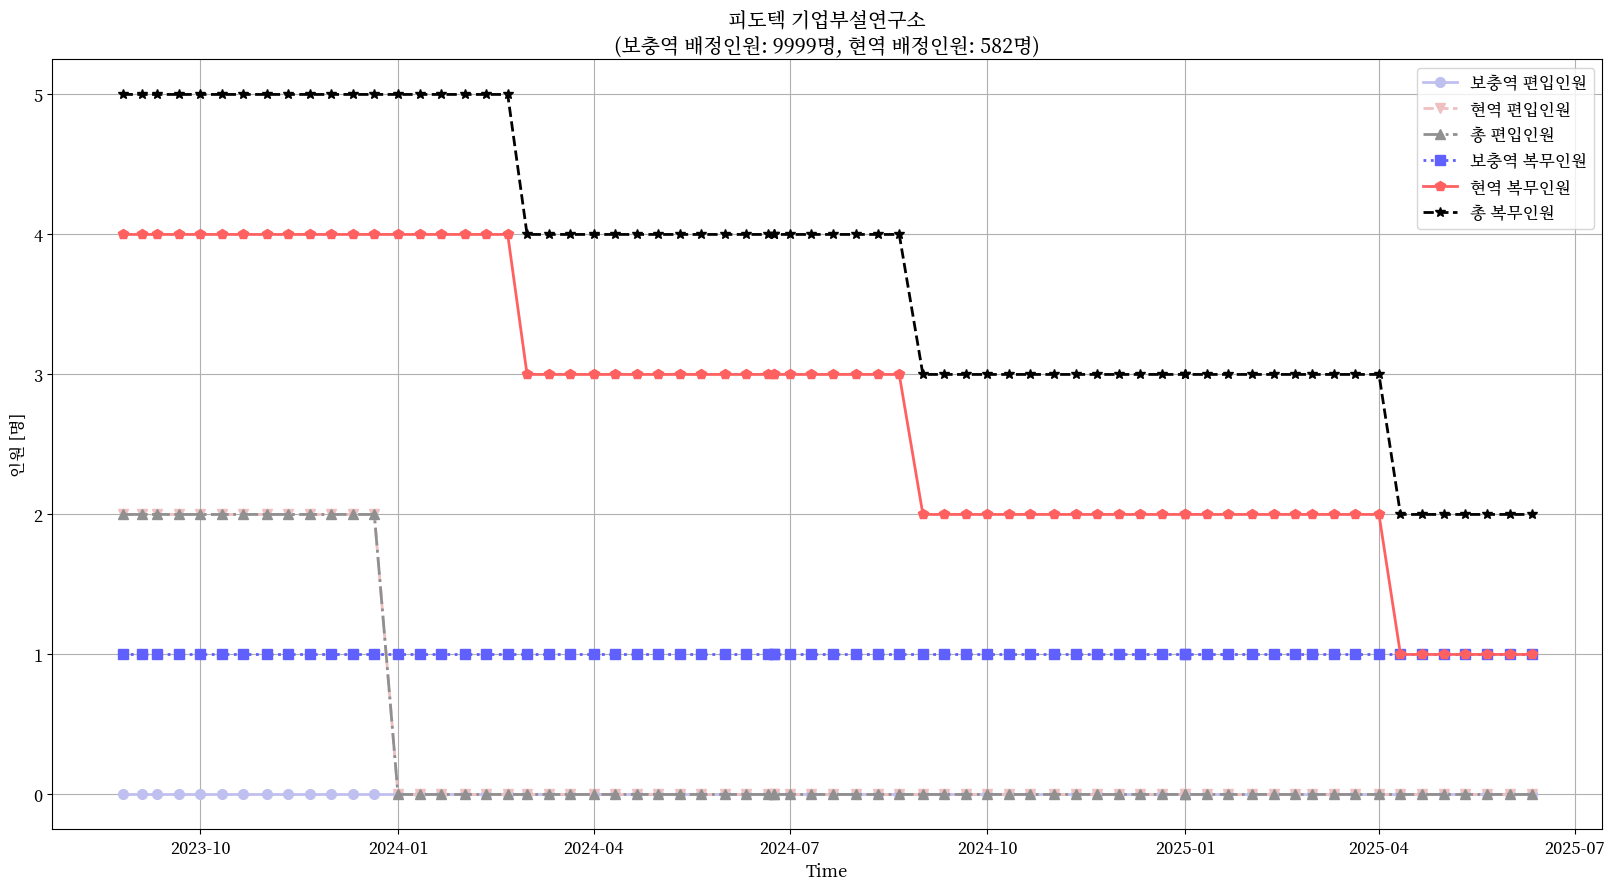 피도텍 기업부설연구소
(보충역 배정인원: 9999명, 현역 배정인원: 582명)
보충역 편입인원
현역 편입인원
총 편입인원
보충역 복무인원
현역 복무인원
총 복무인원
인원 [명]
5
4
3
2
1
0
2023-10
2024-01
2024-04
2024-07
2024-10
2025-01
2025-04
2025-07
Time